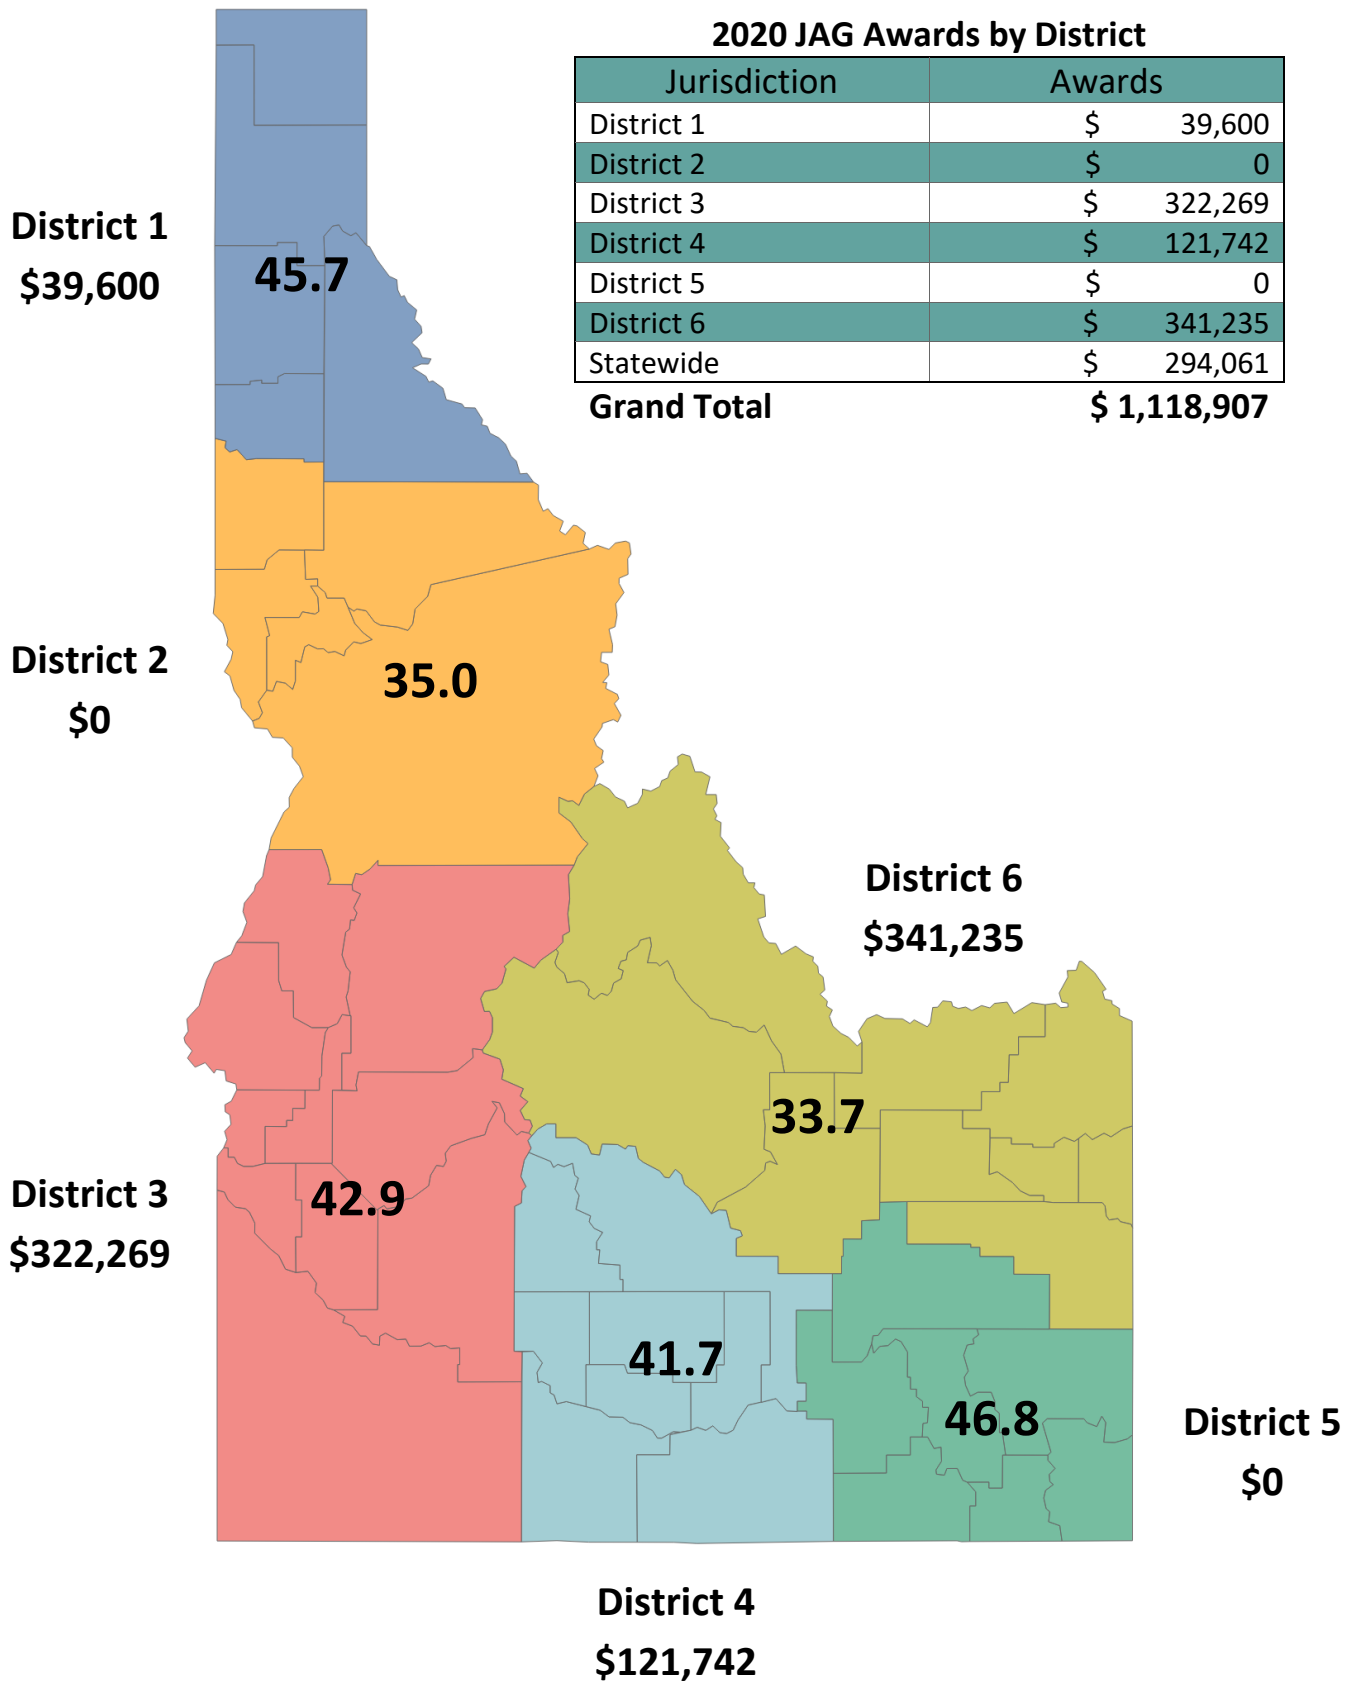 2020 JAG Awards by District
Jurisdiction Awards
District 1 $ 39,600
District 2 $ 0
District 3 $ 322,269
District 4 $ 121,742
District 5 $ 0
District 6 $ 341,235
Statewide $ 294,061
Grand Total $ 1,118,907
District 1
$39,600
45.7
District 2
$0
35.0
District 6
$341,235
33.7
District 3
$322,269
42.9
41.7
46.8
District 5
$0
District 4
$121,742